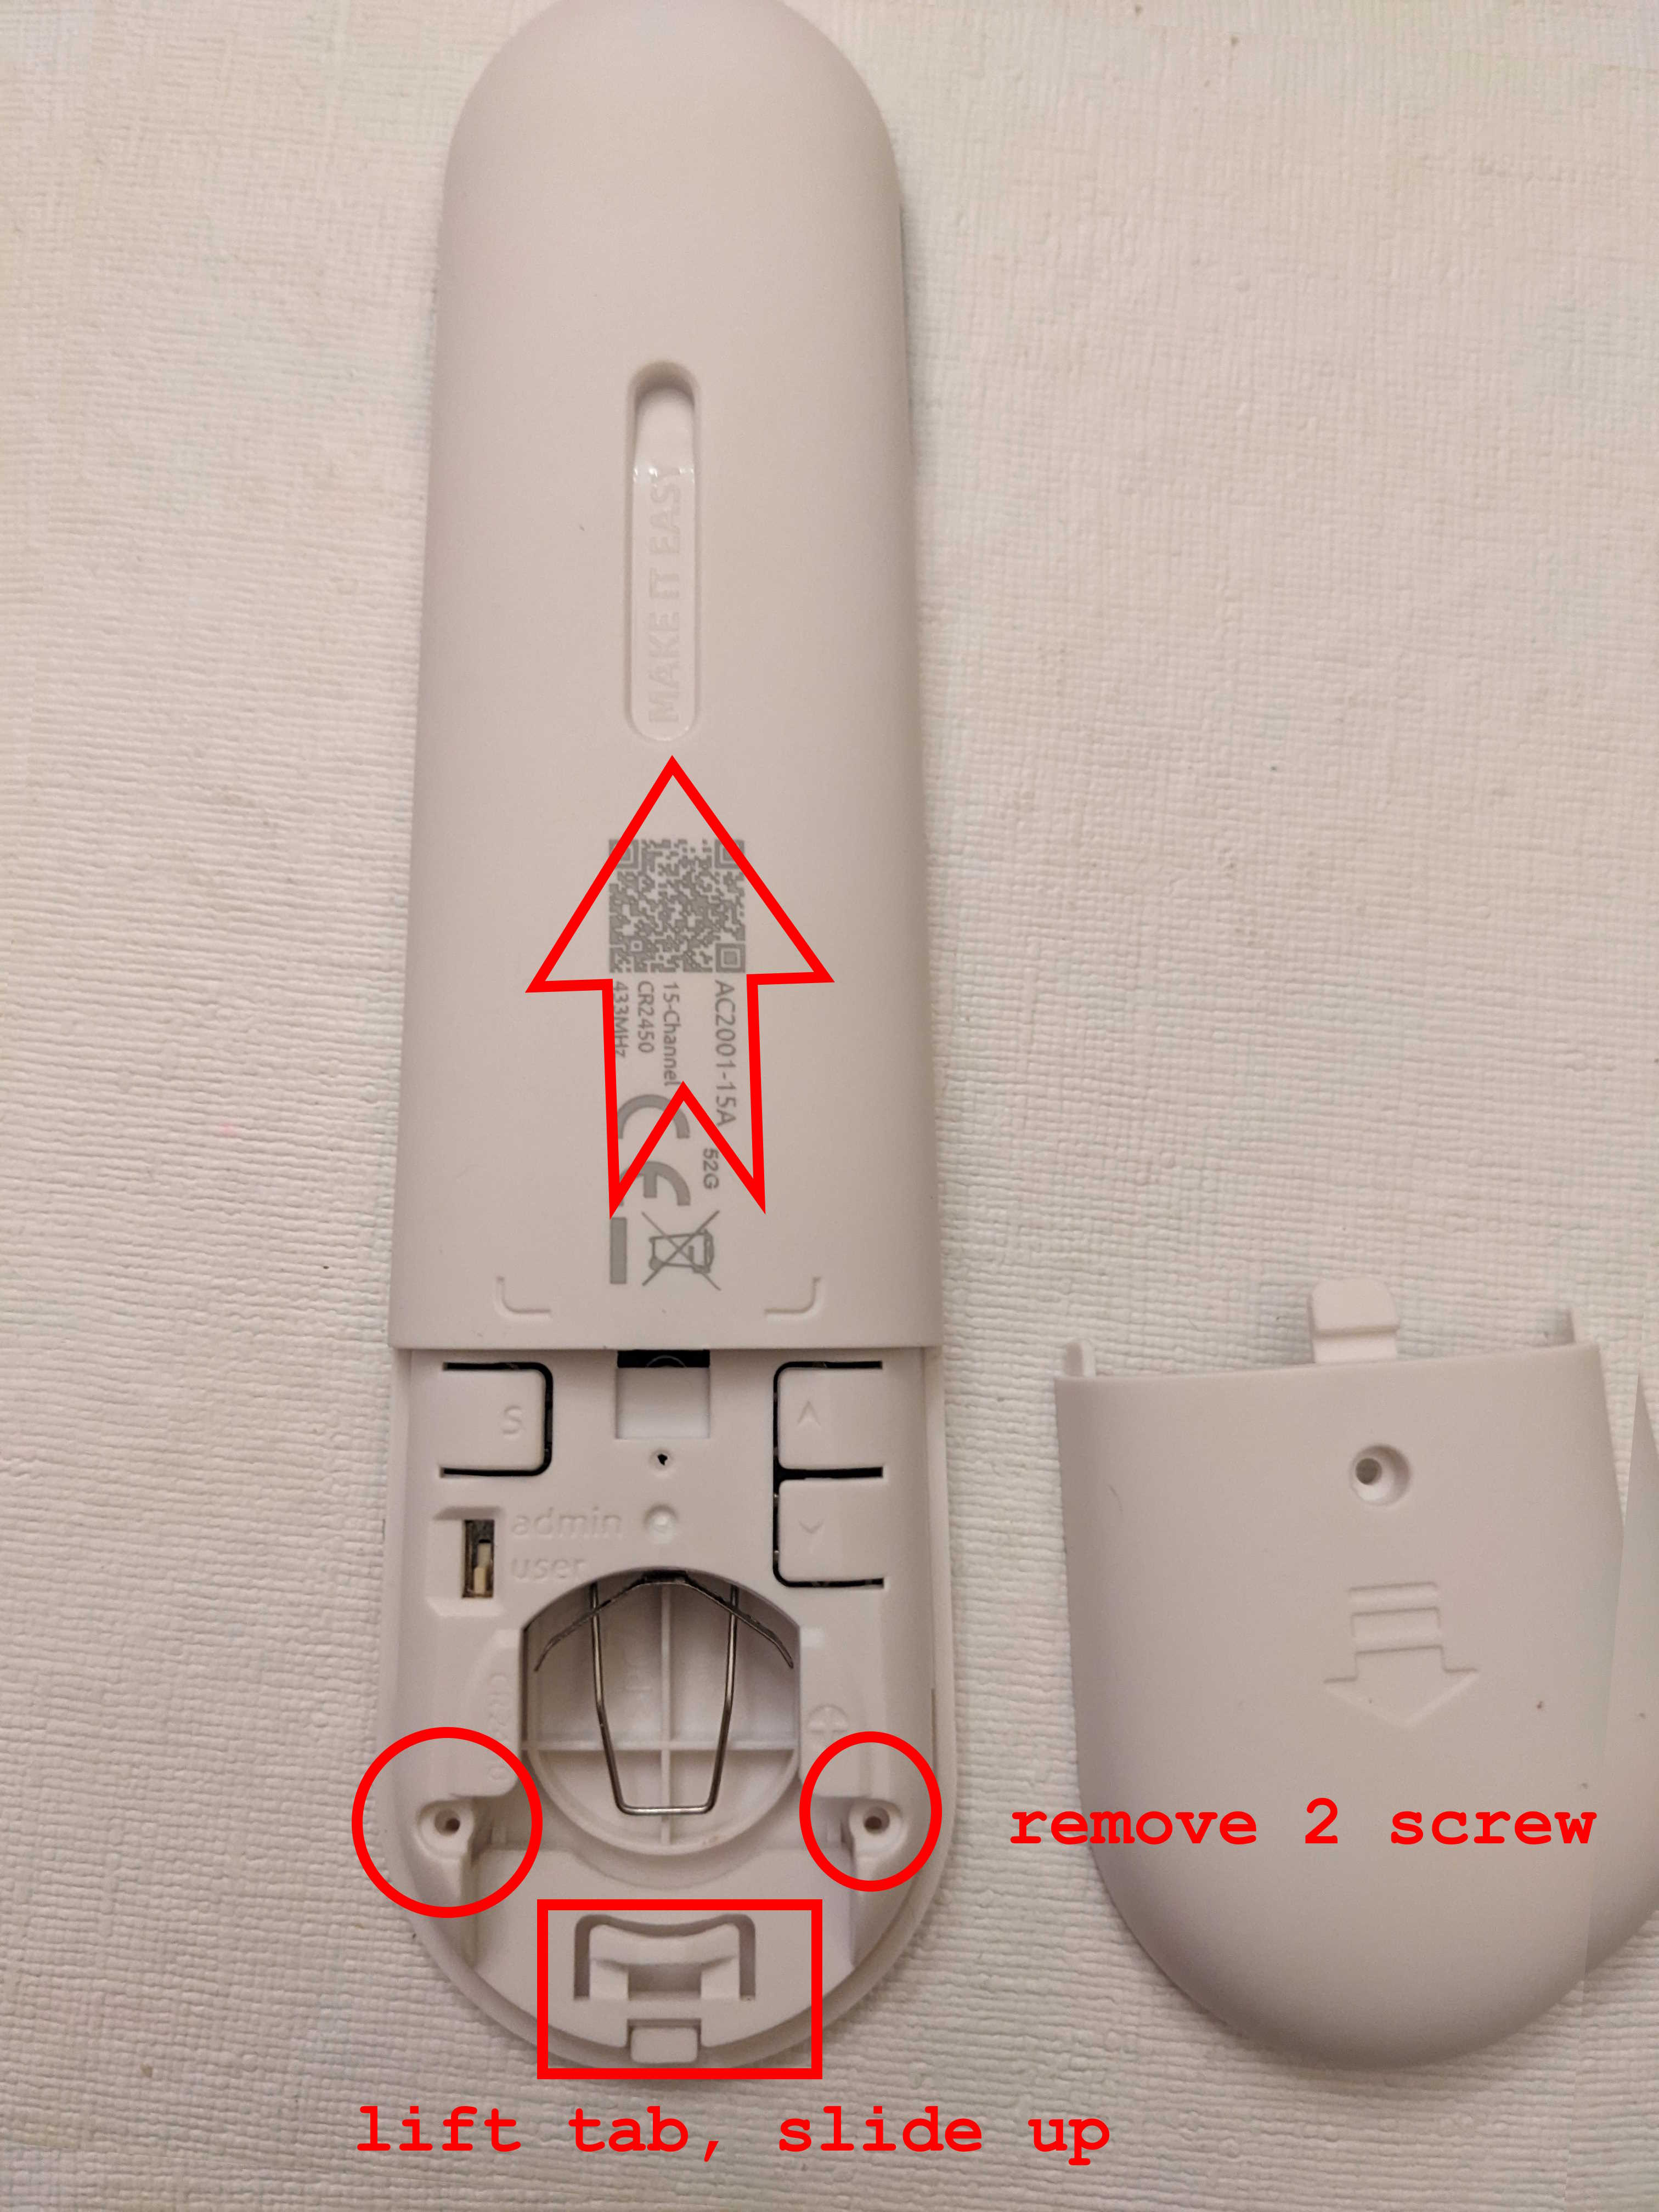 MAKE IT EASY
AC2001-15A
52G
15-Channel
CR2450
433MHz
S
admin
user
remove 2 screw
lift tab, slide up